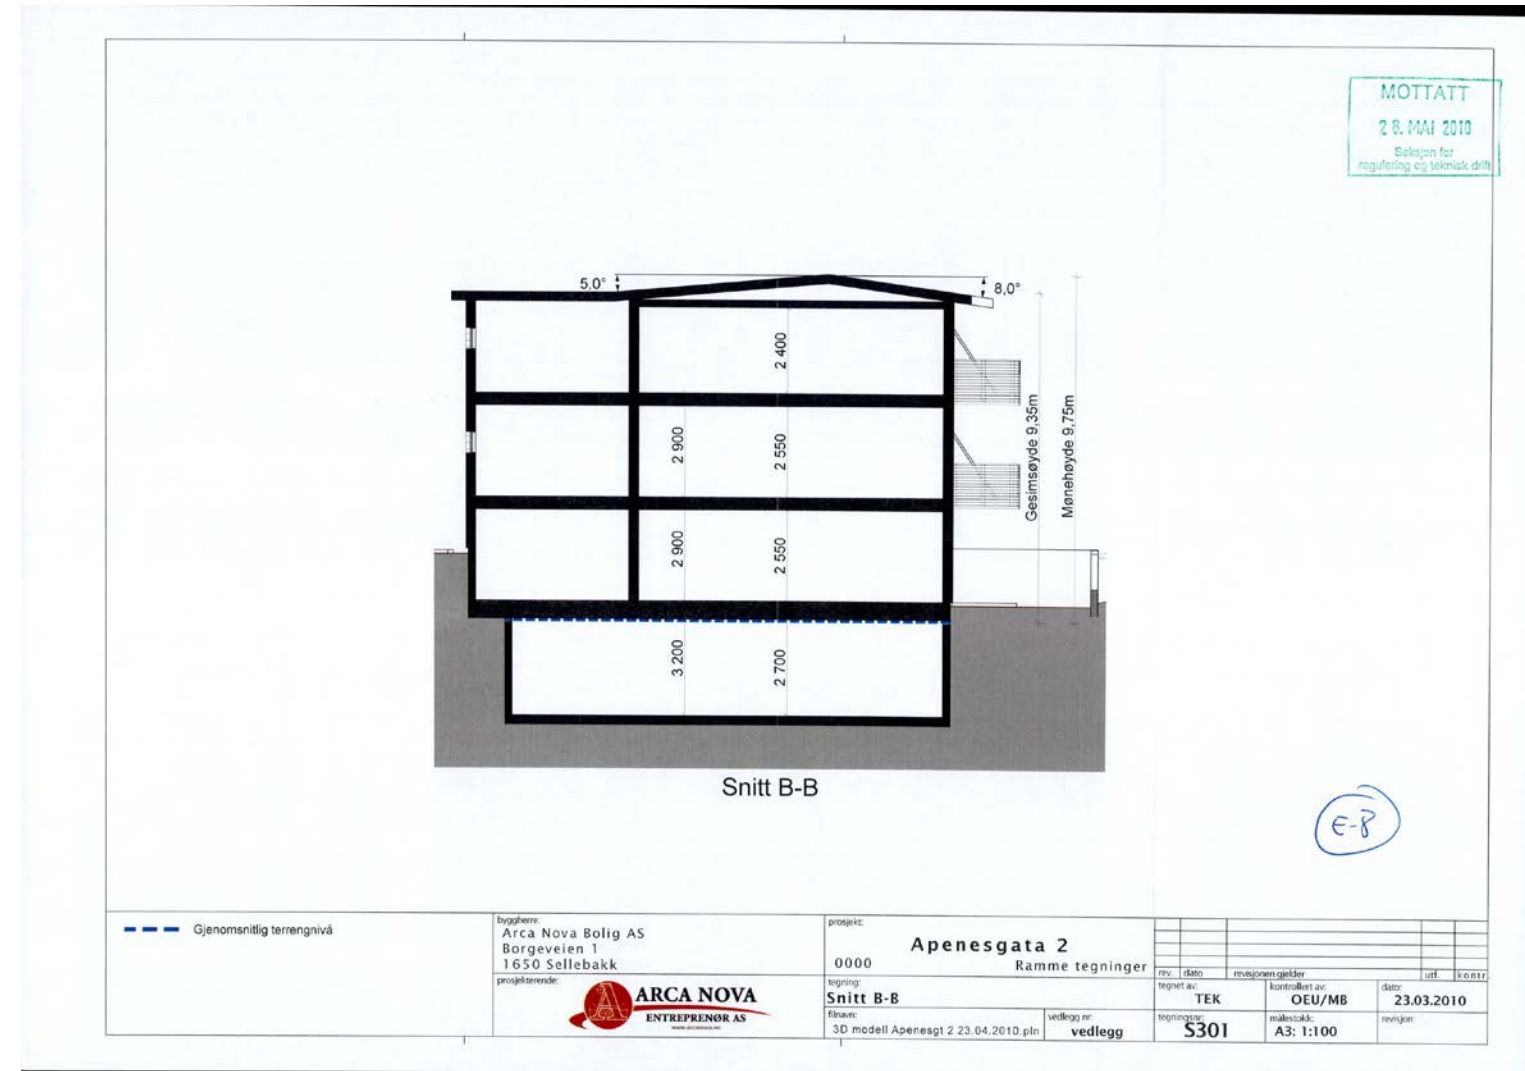 MOTTATT
28. MAI 2010
Seksjon for
regulering og teknisk drift
5,0°
8,0°
2 400
2 900
2 550
Gesimsøyde 9,35m
Mønehøyde 9,75m
2 900
2 550
3 200
2 700
Snitt B-B
E-8
Gjenomsnitlig terrengnivå
byggherre:
Arca Nova Bolig AS
Borgeveien 1
1650 Sellebakk
prosjekterende:
ARCA NOVA
ENTREPRENØR AS
www.arcanova.no
prosjekt:
Apenesgata 2
0000 Ramme tegninger
tegning:
Snitt B-B
filnavn:
3D modell Apenesgt 2 23.04.2010.pln
vedlegg nr.
vedlegg
rev. dato revisjonen gjelder utf. kontr
tegnet av:
TEK
kontrollert av:
OEU/MB
dato:
23.03.2010
tegningsnr:
S301
målestokk:
A3: 1:100
revisjon: